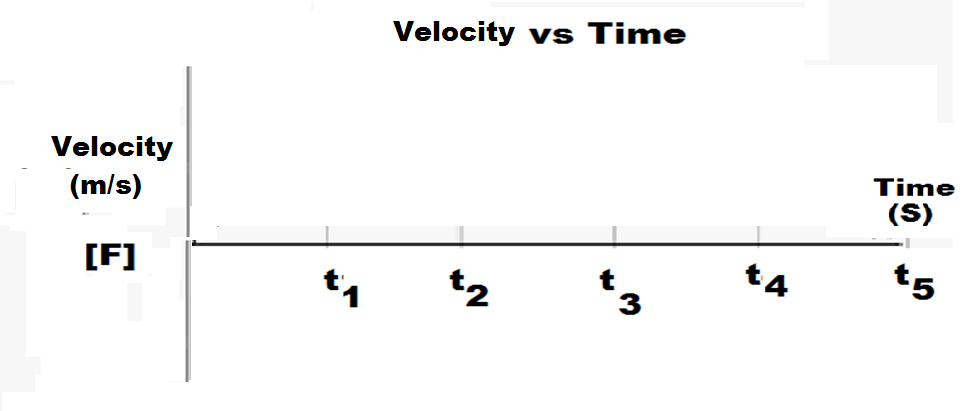 Velocity vs Time
Velocity
(m/s)
Time
(S)
[F]
t1 t2 t3 t4 t5